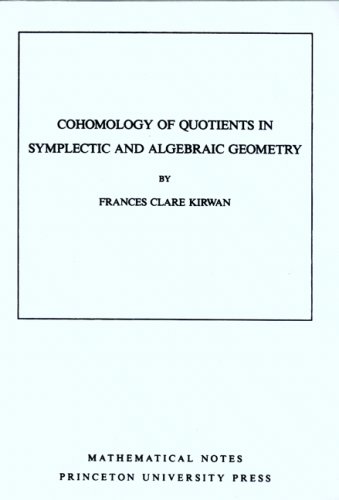 COHOMOLOGY OF QUOTIENTS IN
SYMPLECTIC AND ALGEBRAIC GEOMETRY
BY
FRANCES CLARE KIRWAN
MATHEMATICAL NOTES
PRINCETON UNIVERSITY PRESS